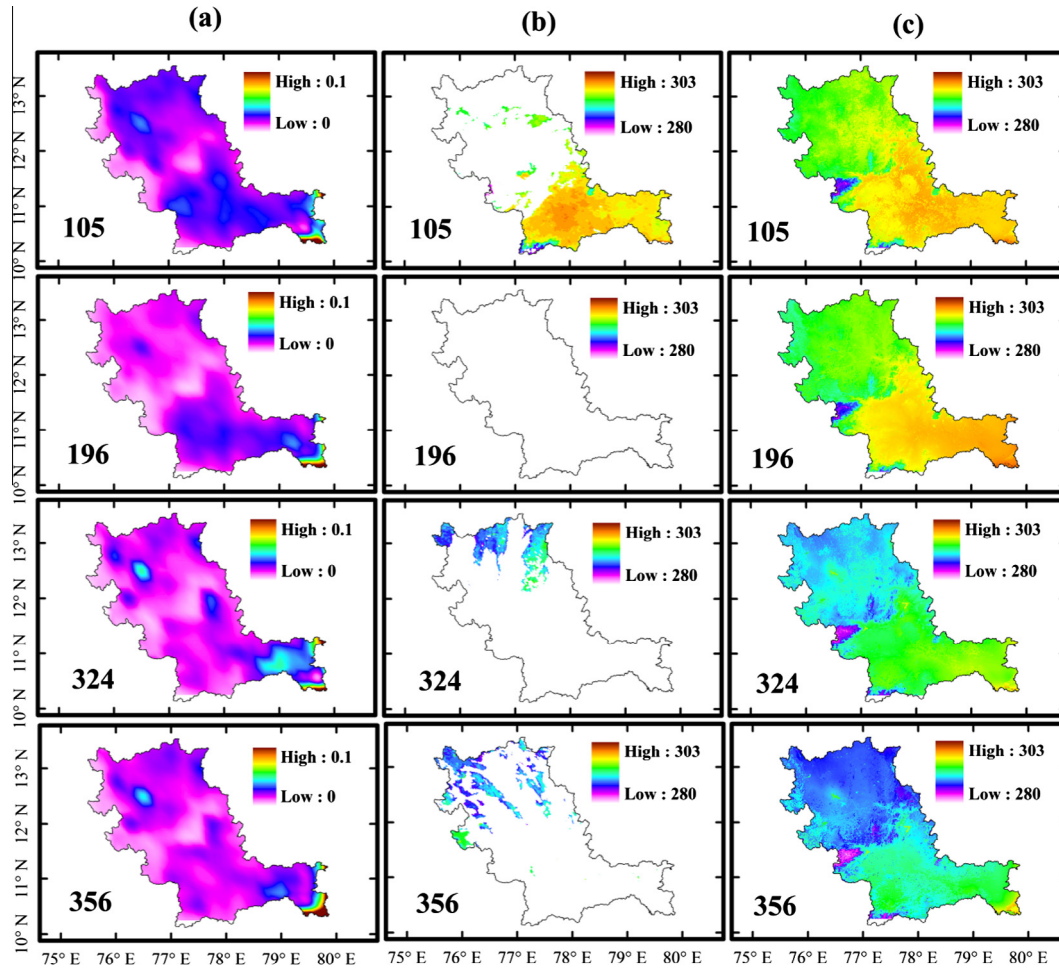 (a) (b) (c)
13° N 12° N 11° N 10° N
High : 0.1 Low : 0 105
High : 303 Low : 280 105
High : 303 Low : 280 105
13° N 12° N 11° N 10° N
High : 0.1 Low : 0 196
High : 303 Low : 280 196
High : 303 Low : 280 196
13° N 12° N 11° N 10° N
High : 0.1 Low : 0 324
High : 303 Low : 280 324
High : 303 Low : 280 324
13° N 12° N 11° N 10° N
High : 0.1 Low : 0 356
High : 303 Low : 280 356
High : 303 Low : 280 356
75° E 76° E 77° E 78° E 79° E 80° E 75° E 76° E 77° E 78° E 79° E 80° E 75° E 76° E 77° E 78° E 79° E 80° E